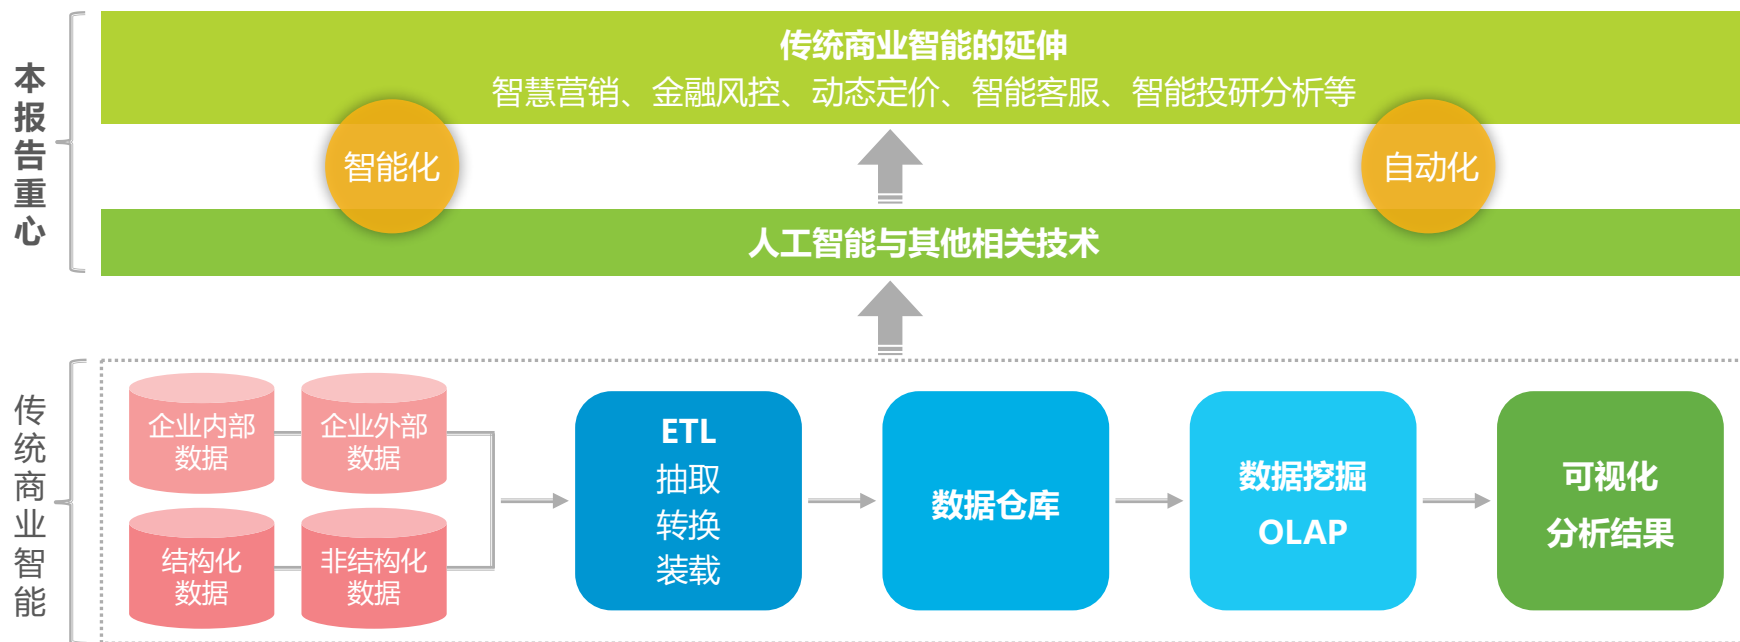 本报告重心
传统商业智能的延伸
智慧营销、金融风控、动态定价、智能客服、智能投研分析等
智能化
自动化
人工智能与其他相关技术
传统商业智能
企业内部
数据
企业外部
数据
结构化
数据
非结构化
数据
ETL
抽取
转换
装载
数据仓库
数据挖掘
OLAP
可视化
分析结果